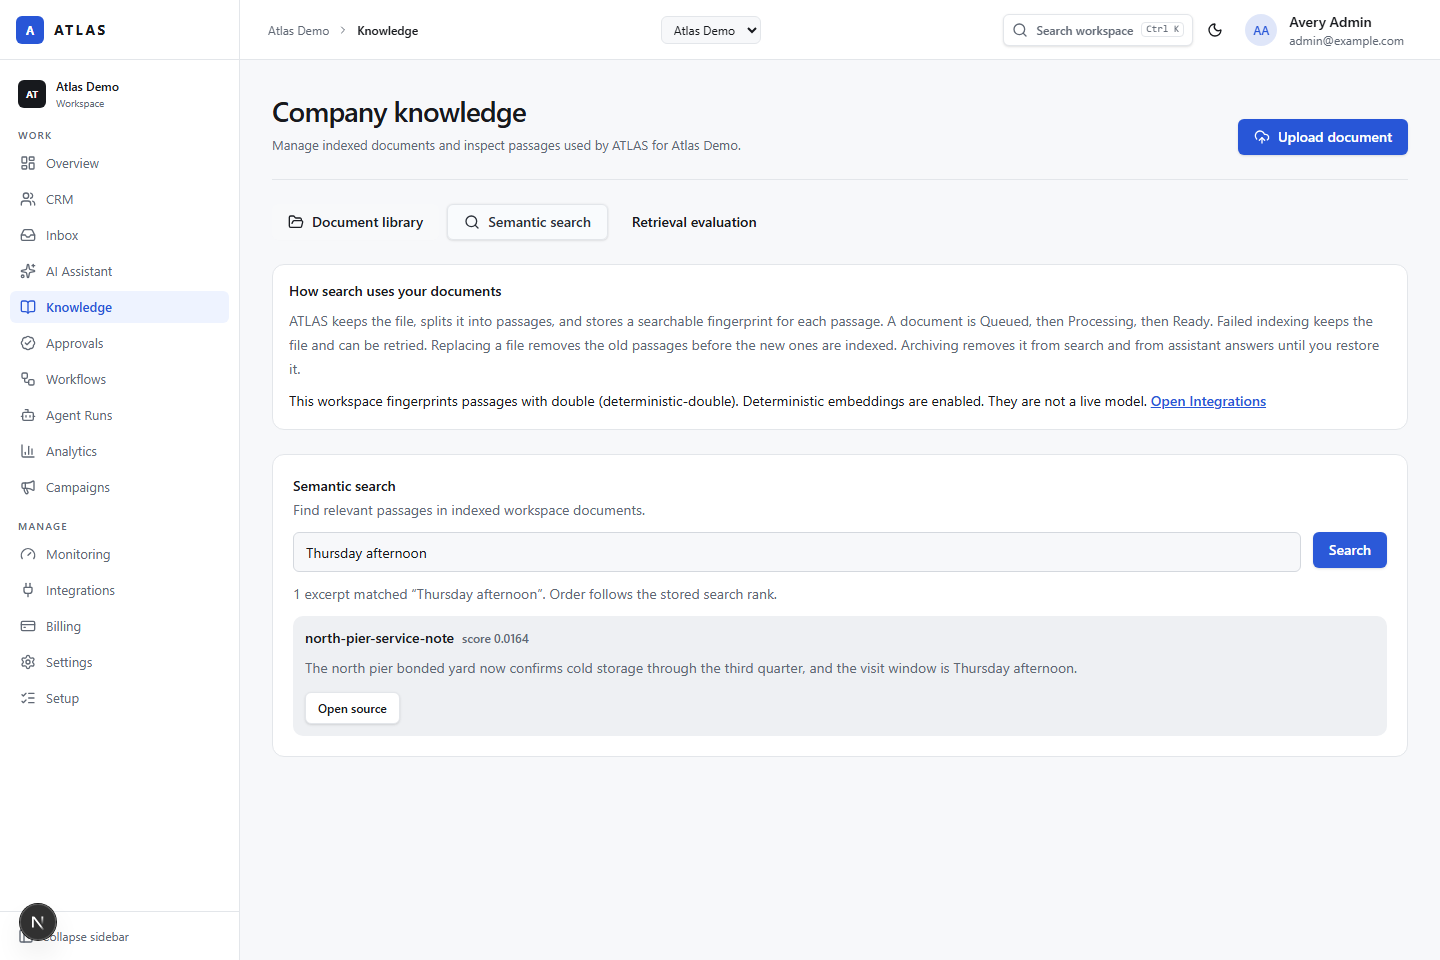 A ATLAS
Atlas Demo > Knowledge
Atlas Demo
Search workspace Ctrl K
AA
Avery Admin
admin@example.com
AT
Atlas Demo
Workspace
WORK
Overview
CRM
Inbox
AI Assistant
Knowledge
Approvals
Workflows
Agent Runs
Analytics
Campaigns
MANAGE
Monitoring
Integrations
Billing
Settings
Setup
N
ollapse sidebar
Company knowledge
Manage indexed documents and inspect passages used by ATLAS for Atlas Demo.
Upload document
Document library
Semantic search
Retrieval evaluation
How search uses your documents
ATLAS keeps the file, splits it into passages, and stores a searchable fingerprint for each passage. A document is Queued, then Processing, then Ready. Failed indexing keeps the
file and can be retried. Replacing a file removes the old passages before the new ones are indexed. Archiving removes it from search and from assistant answers until you restore
it.
This workspace fingerprints passages with double (deterministic-double). Deterministic embeddings are enabled. They are not a live model. Open Integrations
Semantic search
Find relevant passages in indexed workspace documents.
Thursday afternoon
Search
1 excerpt matched “Thursday afternoon”. Order follows the stored search rank.
north-pier-service-note score 0.0164
The north pier bonded yard now confirms cold storage through the third quarter, and the visit window is Thursday afternoon.
Open source